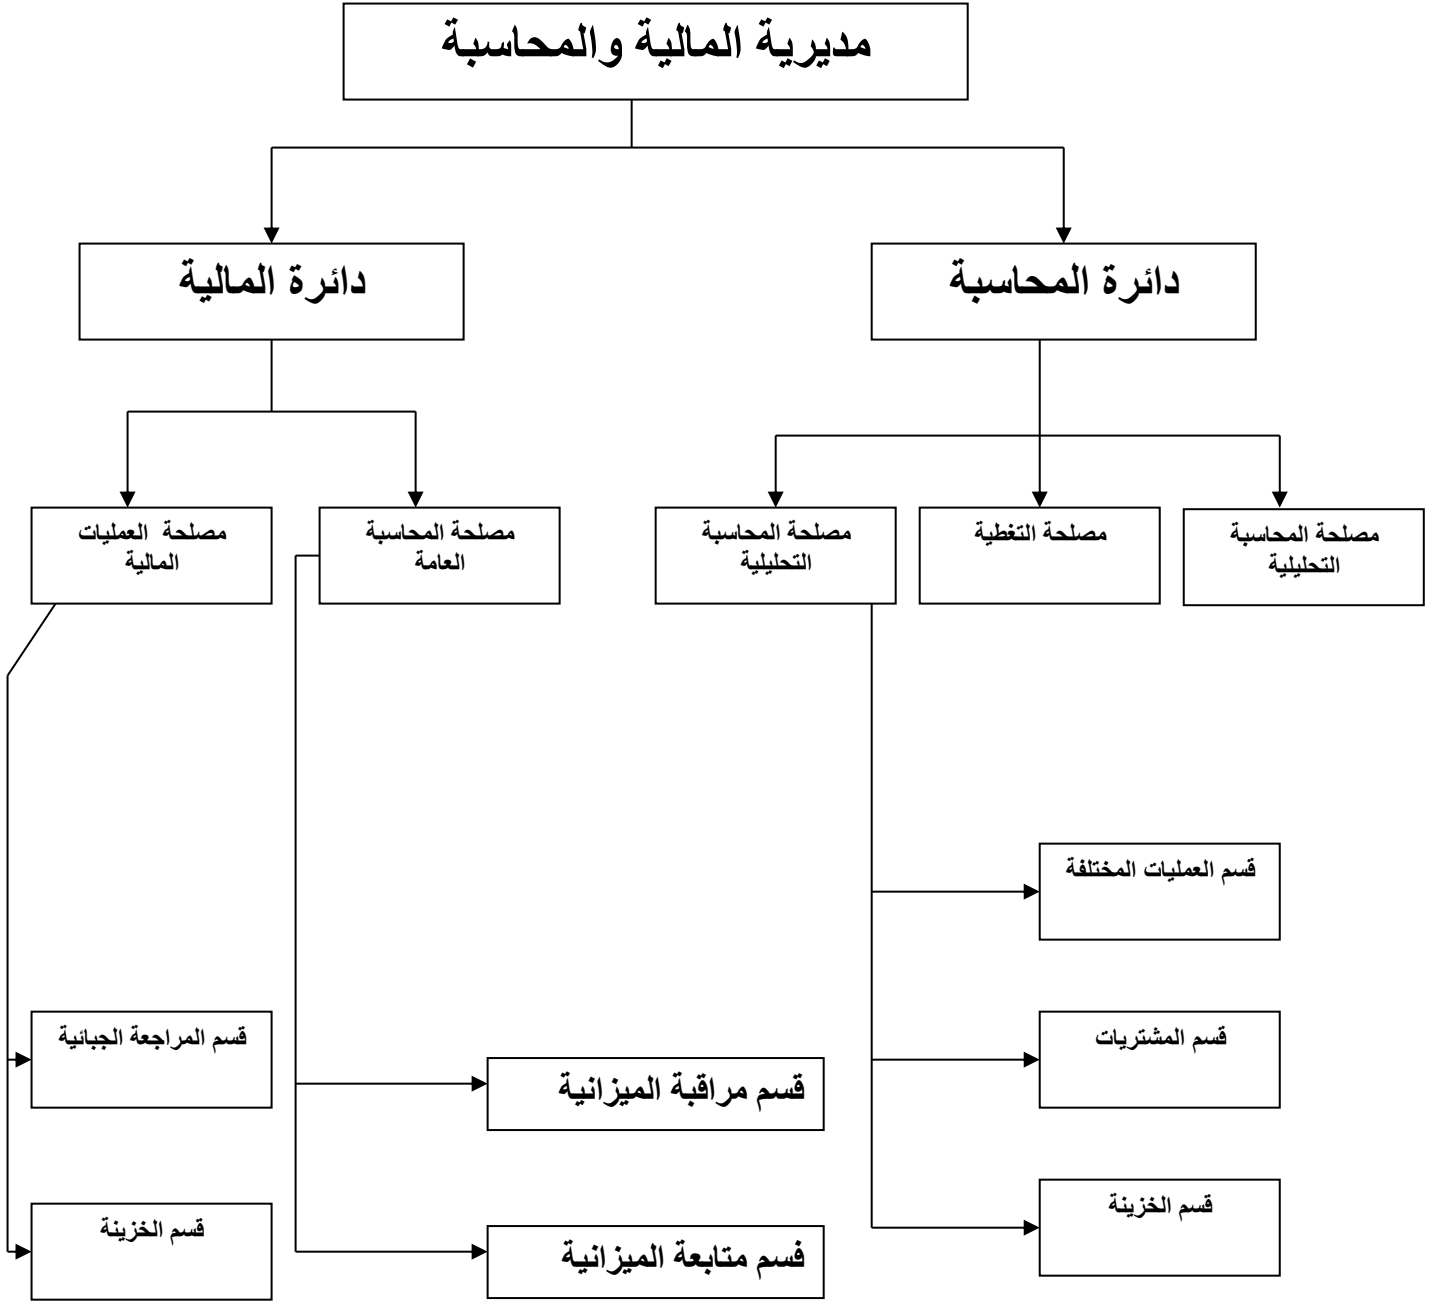 مديرية المالية والمحاسبة
دائرة المحاسبة
دائرة المالية
مصلحة المحاسبة
التحليلية
مصلحة التغطية
مصلحة المحاسبة
التحليلية
مصلحة المحاسبة
العامة
مصلحة العمليات
المالية
قسم العمليات المختلفة
قسم المشتريات
قسم الخزينة
قسم مراقبة الميزانية
فسم متابعة الميزانية
قسم المراجعة الجبائية
قسم الخزينة